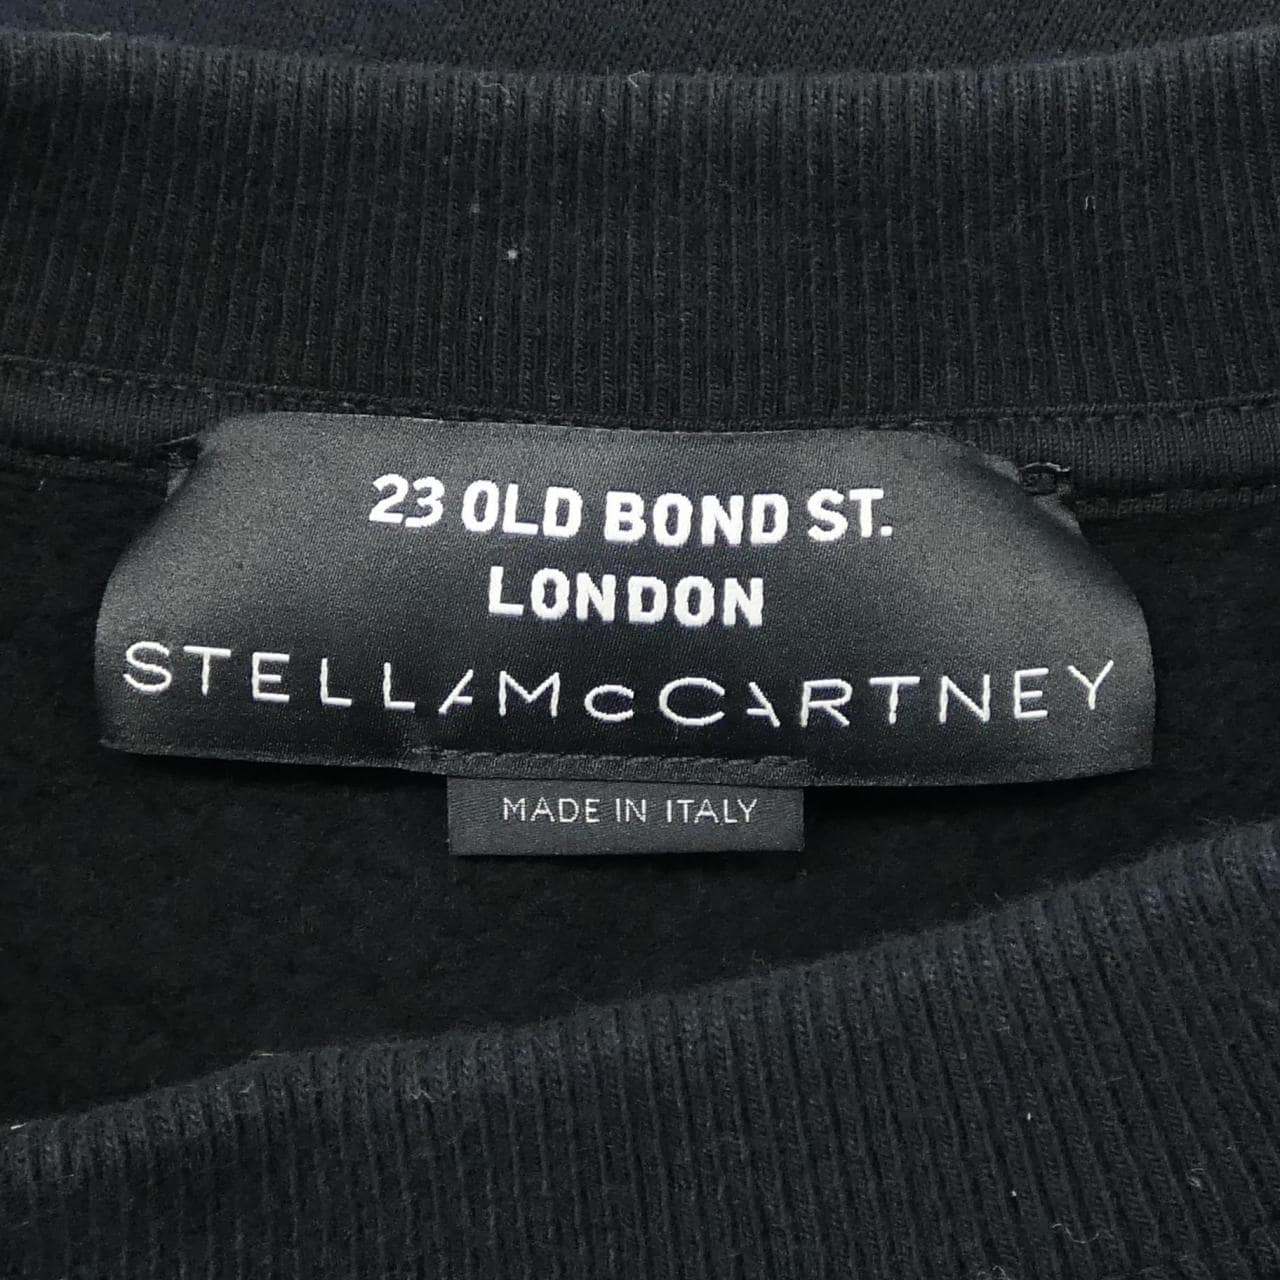 23 OLD BOND ST.
LONDON
STELLAMcCARTNEY
MADE IN ITALY